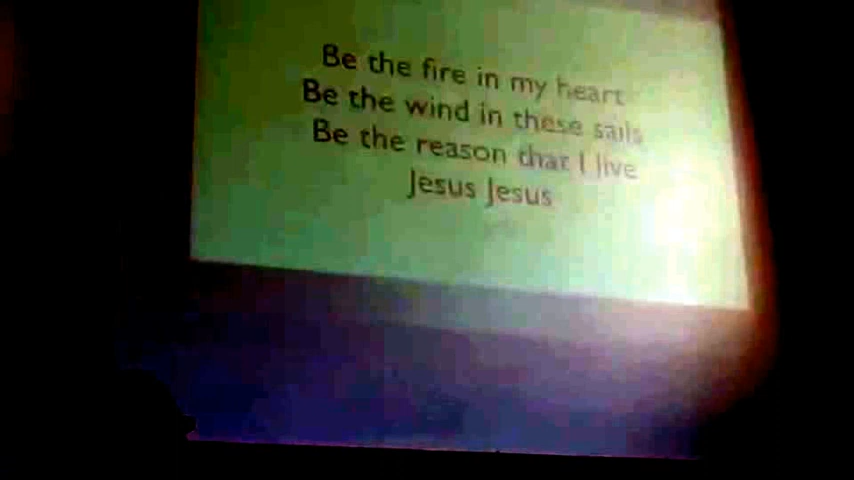 Be the fire in my heart
Be the wind in these sails
Be the reason that I live
Jesus Jesus